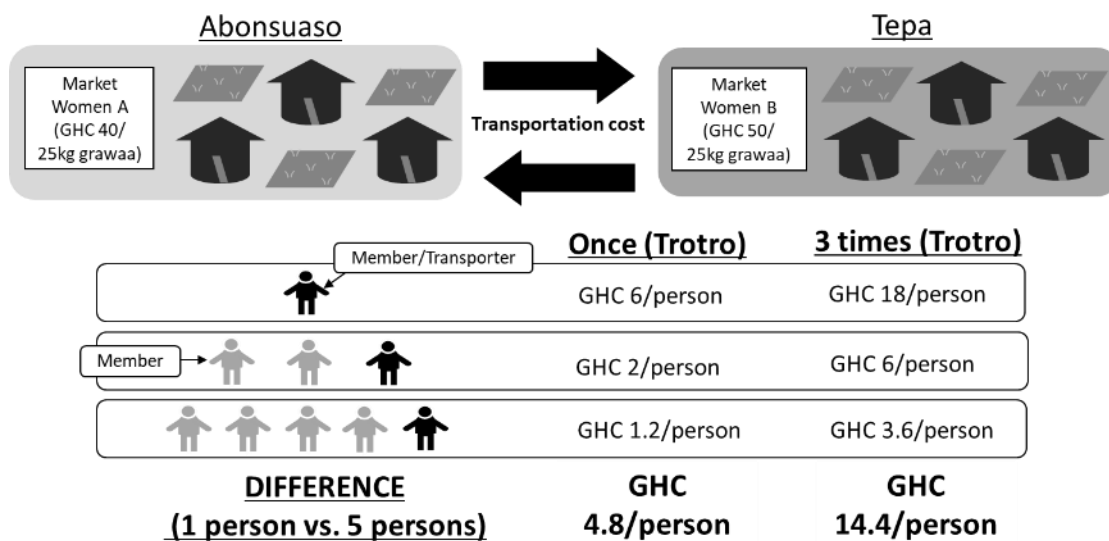 Abonsuaso
Tepa
Market
Women A
(GHC 40/
25kg grawaa)
Transportation cost
Market
Women B
(GHC 50/
25kg grawaa)
Once (Trotro)
3 times (Trotro)
Member/Transporter
GHC 6/person
GHC 18/person
Member
GHC 2/person
GHC 6/person
GHC 1.2/person
GHC 3.6/person
DIFFERENCE
(1 person vs. 5 persons)
GHC
4.8/person
GHC
14.4/person